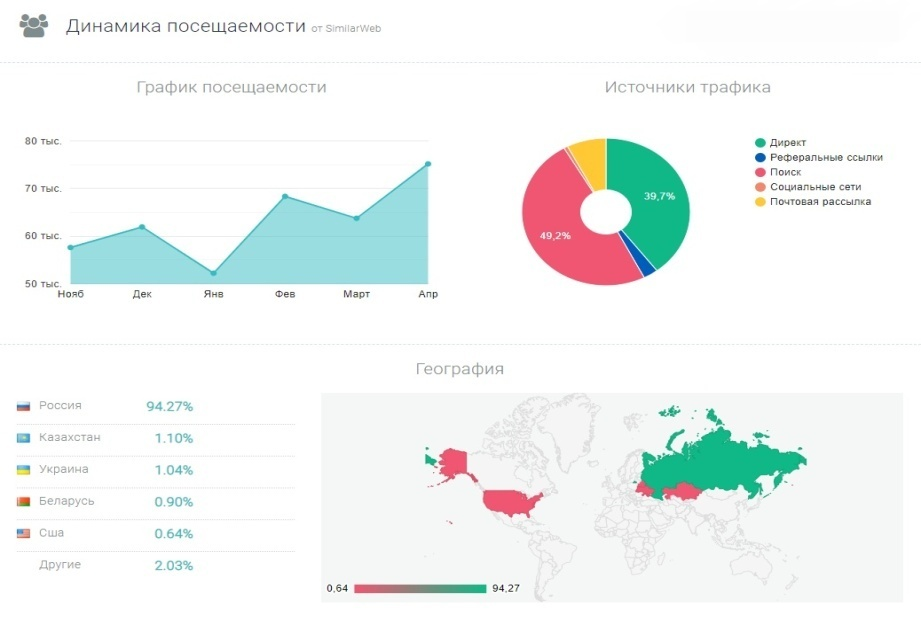 Динамика посещаемости от SimilarWeb
График посещаемости
80 тыс.
70 тыс.
60 тыс.
50 тыс.
Нояб Дек Янв Фев Март Апр
Источники трафика
39,7%
49,2%
Директ
Реферальные ссылки
Поиск
Социальные сети
Почтовая рассылка
География
Россия 94.27%
Казахстан 1.10%
Украина 1.04%
Беларусь 0.90%
Сша 0.64%
Другие 2.03%
0,64 94,27